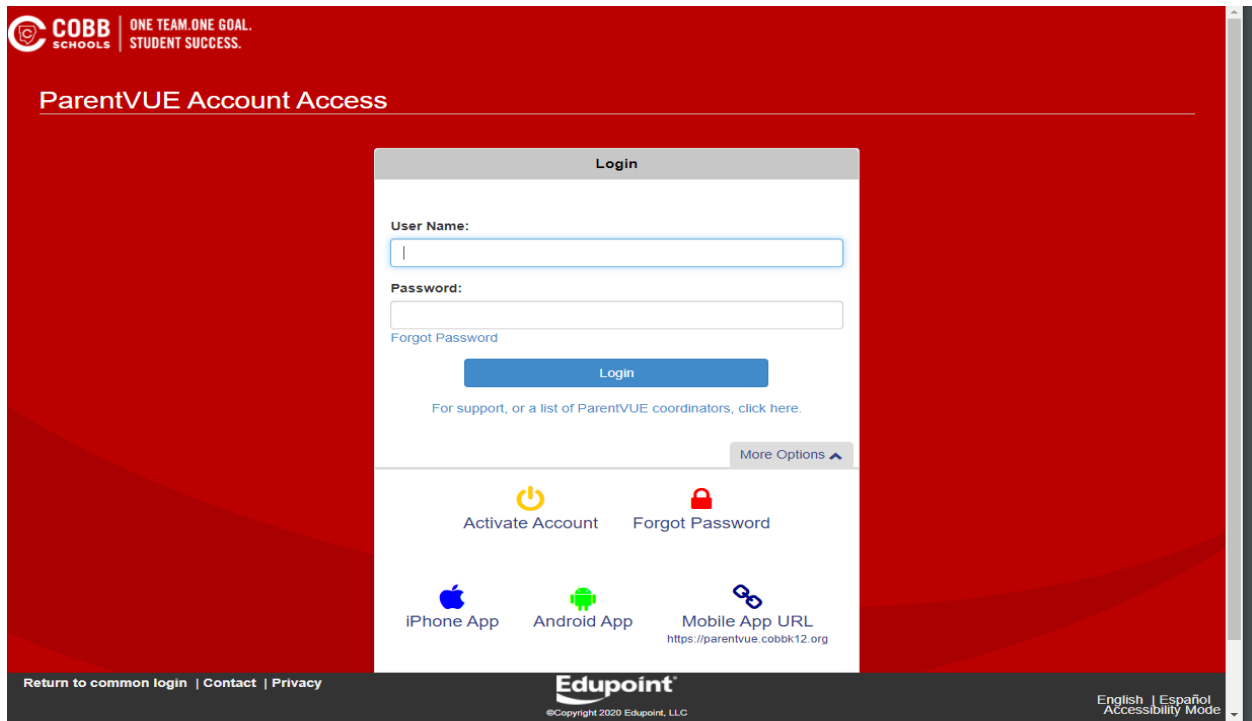 COBB
SCHOOLS
ONE TEAM.ONE GOAL.
STUDENT SUCCESS.
ParentVUE Account Access
Login
User Name:
Password:
Forgot Password
Login
For support, or a list of ParentVUE coordinators, click here.
More Options
Activate Account
Forgot Password
iPhone App
Android App
Mobile App URL
https://parentvue.cobbk12.org
Return to common login | Contact | Privacy
Edupoint
©Copyright 2020 Edupoint, LLC
English | Español
Accessibility Mode